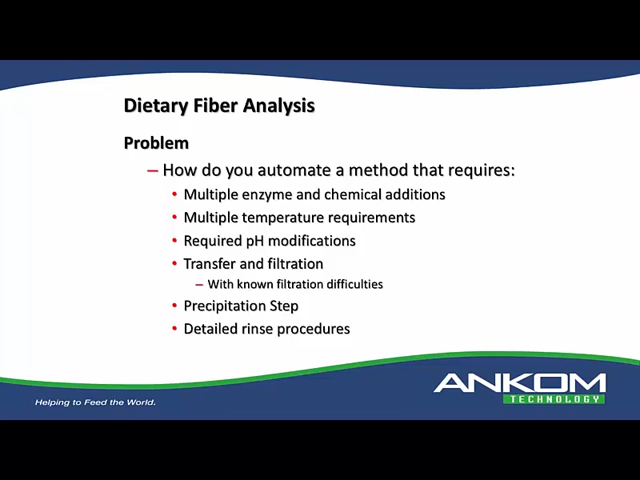 Dietary Fiber Analysis
Problem
– How do you automate a method that requires:
• Multiple enzyme and chemical additions
• Multiple temperature requirements
• Required pH modifications
• Transfer and filtration
– With known filtration difficulties
• Precipitation Step
• Detailed rinse procedures
ANKOM
TECHNOLOGY
Helping to Feed the World.